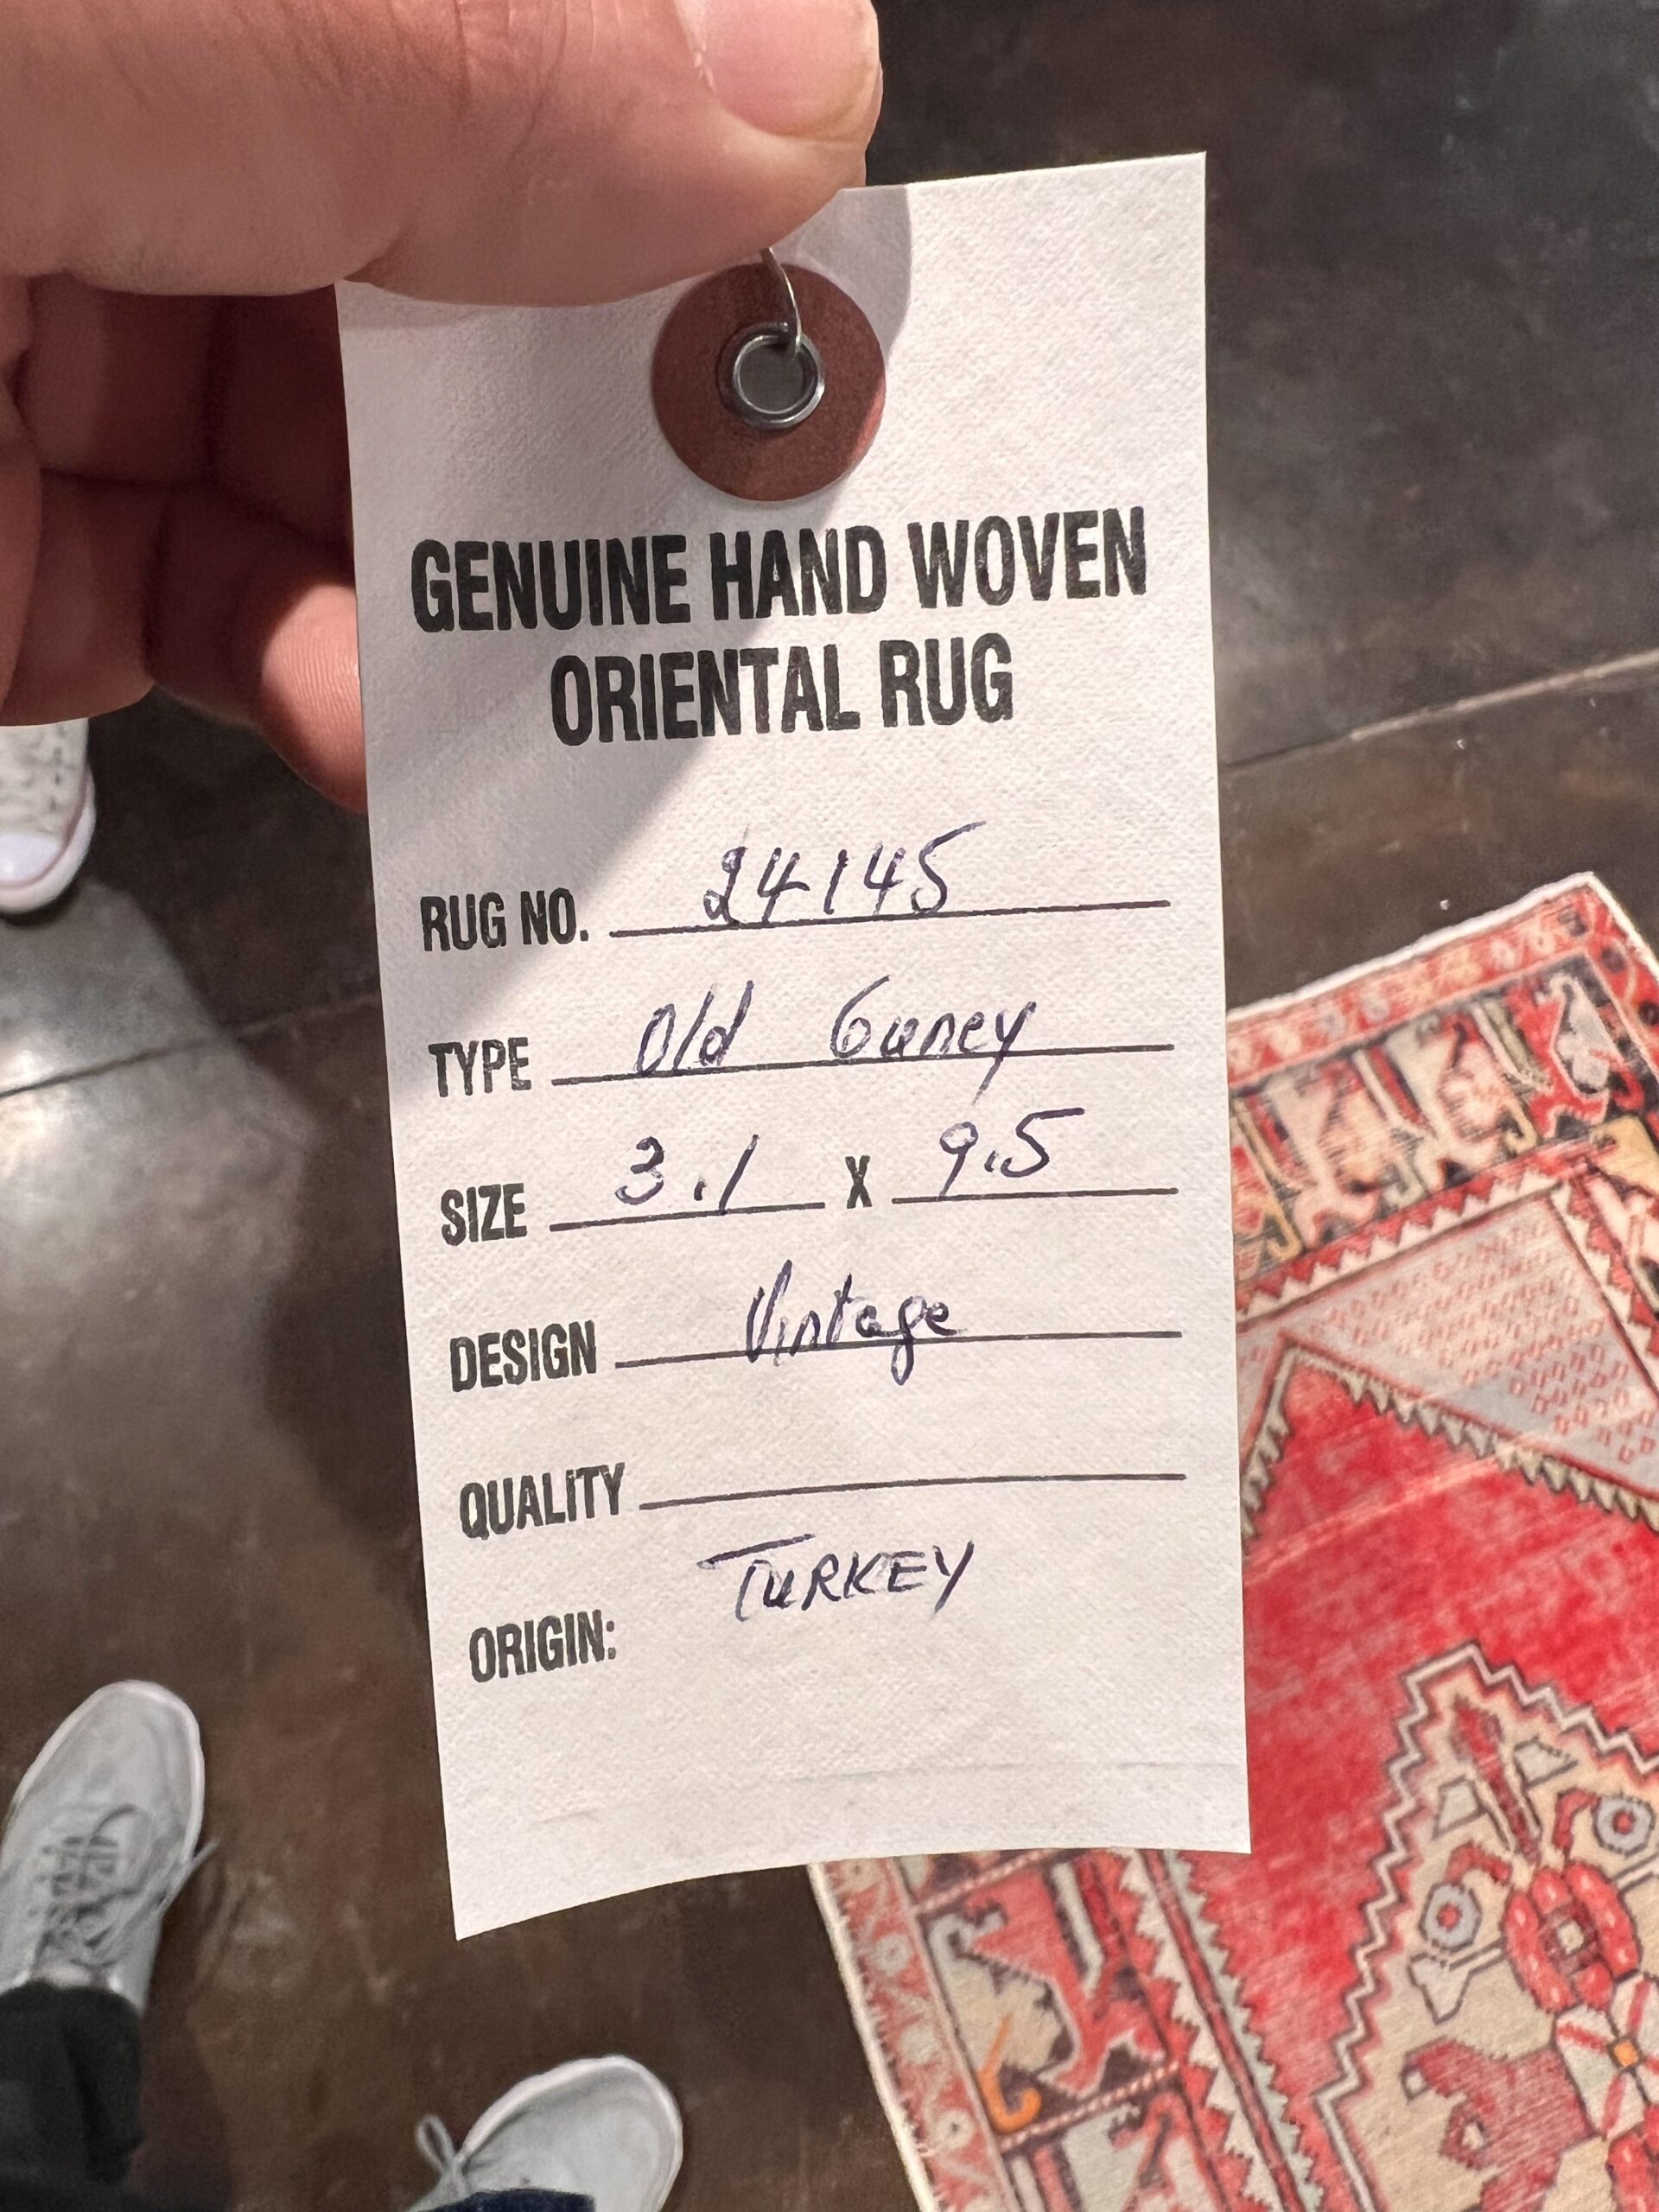 GENUINE HAND WOVEN
ORIENTAL RUG
RUG NO. 24145
TYPE Old Guney
SIZE 3.1 X 9.5
DESIGN Vintage
QUALITY
ORIGIN: TURKEY